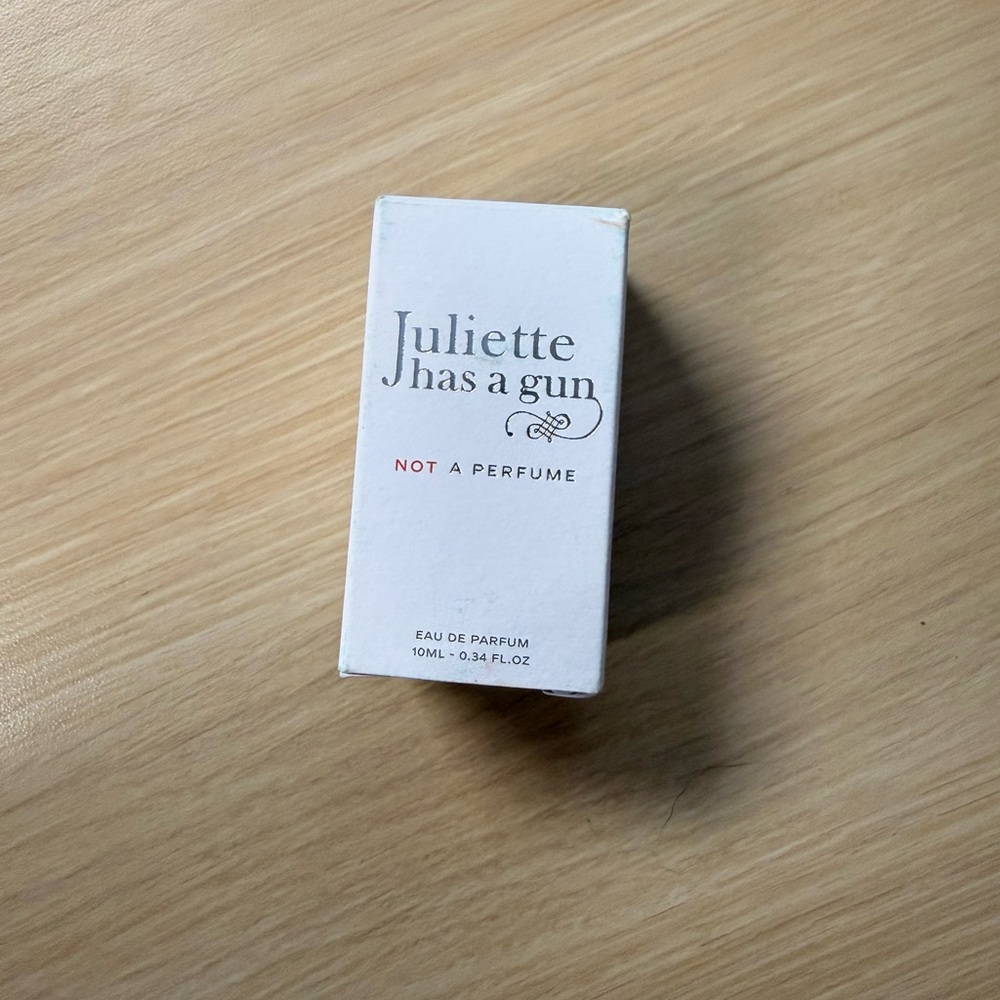 Juliette
has a gun
NOT A PERFUME
EAU DE PARFUM
10ML - 0.34 FL.OZ